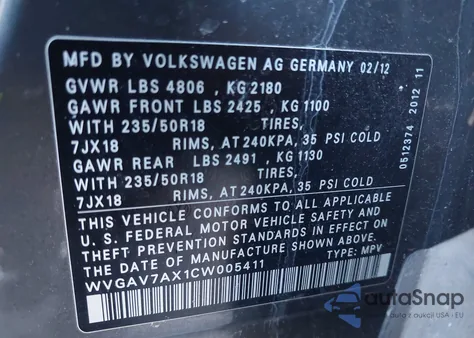 MFD BY VOLKSWAGEN AG GERMANY 02/12
GVWR LBS 4806 , KG 2180
GAWR FRONT LBS 2425 , KG 1100
WITH 235/50R18 TIRES,
7JX18 RIMS, AT 240KPA, 35 PSI COLD
GAWR REAR LBS 2491 , KG 1130
WITH 235/50R18 TIRES,
7JX18 RIMS, AT 240KPA, 35 PSI COLD
THIS VEHICLE CONFORMS TO ALL APPLICABLE
U. S. FEDERAL MOTOR VEHICLE SAFETY AND
THEFT PREVENTION STANDARDS IN EFFECT ON
THE DATE OF MANUFACTURE SHOWN ABOVE.
WVGAV7AX1CW005411 TYPE: MPV
0512374 2012 11
autoSnap
auta z aukcji USA - EU